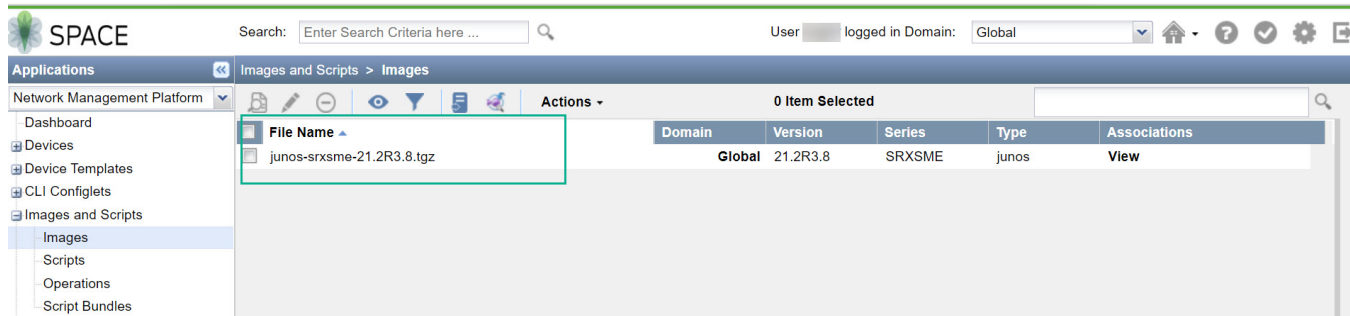 SPACE
Search: Enter Search Criteria here ...
User logged in Domain: Global
Applications
Images and Scripts > Images
Network Management Platform
Actions
0 Item Selected
Dashboard
Devices
Device Templates
CLI Configlets
Images and Scripts
Images
Scripts
Operations
Script Bundles
File Name Domain Version Series Type Associations
junos-srxsme-21.2R3.8.tgz Global 21.2R3.8 SRXSME junos View